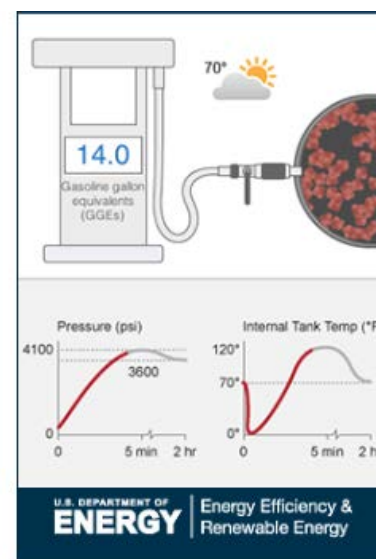 70°
14.0
Gasoline gallon
equivalents
(GGEs)
Pressure (psi)
4100
3600
0
0 5 min 2 hr
Internal Tank Temp (°F
120°
70°
0°
0 5 min 2 h
U.S. DEPARTMENT OF
ENERGY
Energy Efficiency &
Renewable Energy